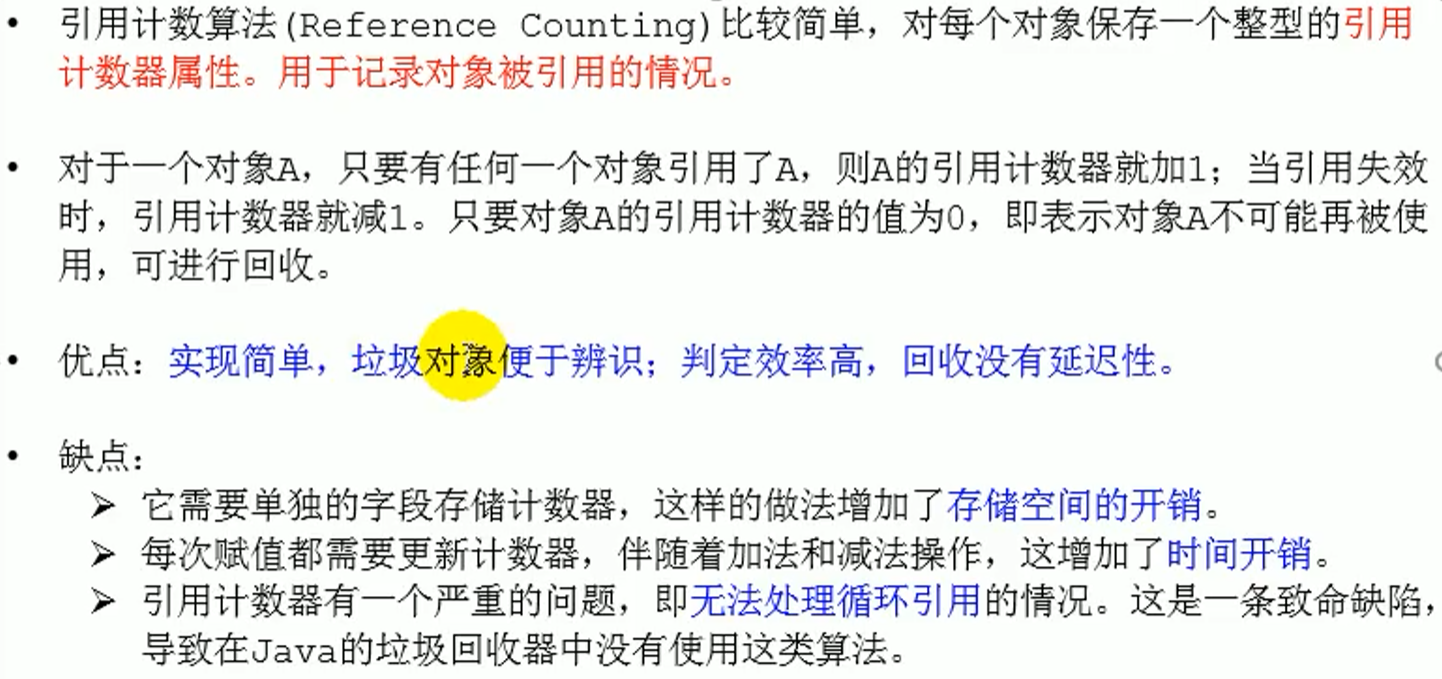 • 引用计数算法(Reference Counting)比较简单，对每个对象保存一个整型的引用
计数器属性。用于记录对象被引用的情况。
• 对于一个对象A，只要有任何一个对象引用了A，则A的引用计数器就加1；当引用失效
时，引用计数器就减1。只要对象A的引用计数器的值为0，即表示对象A不可能再被使
用，可进行回收。
• 优点：实现简单，垃圾对象便于辨识；判定效率高，回收没有延迟性。
• 缺点：
➢ 它需要单独的字段存储计数器，这样的做法增加了存储空间的开销。
➢ 每次赋值都需要更新计数器，伴随着加法和减法操作，这增加了时间开销。
➢ 引用计数器有一个严重的问题，即无法处理循环引用的情况。这是一条致命缺陷，
导致在Java的垃圾回收器中没有使用这类算法。